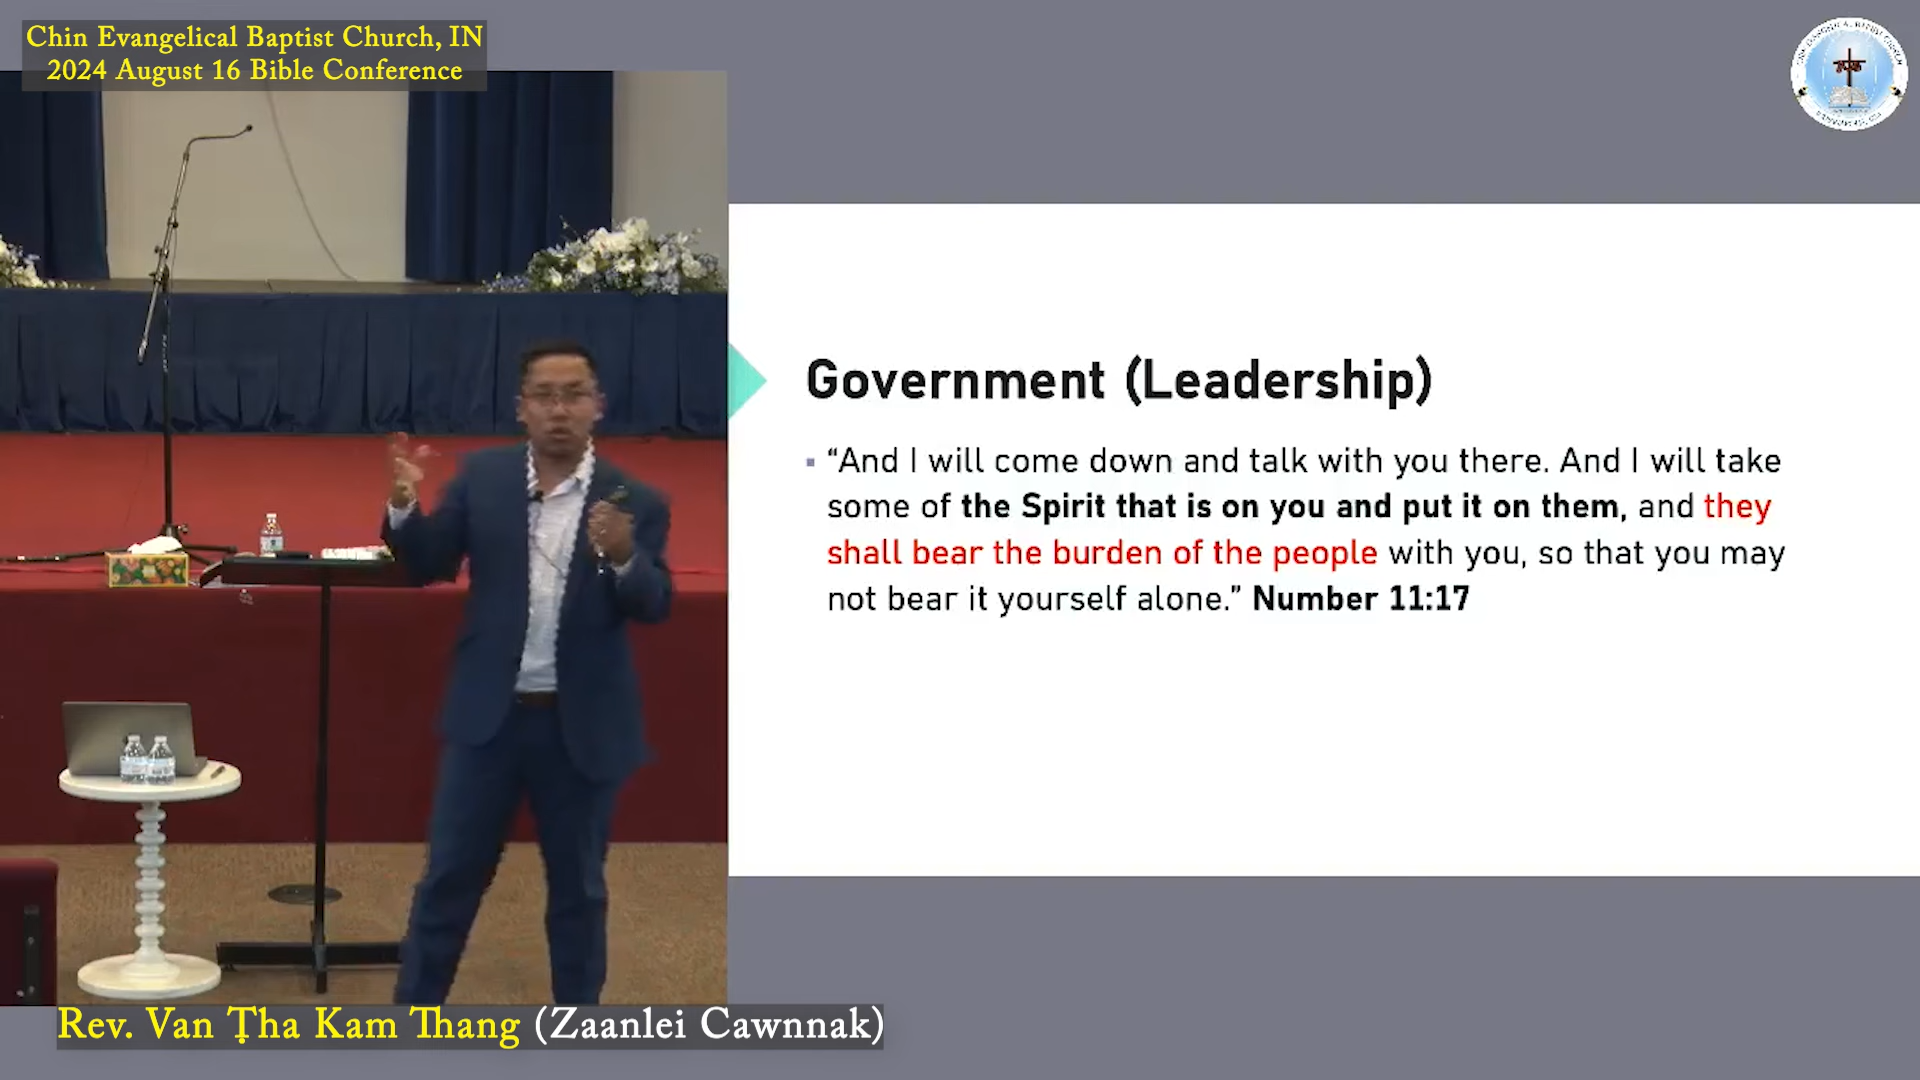 Chin Evangelical Baptist Church, IN
2024 August 16 Bible Conference
Government (Leadership)
▪ “And I will come down and talk with you there. And I will take
some of the Spirit that is on you and put it on them, and they
shall bear the burden of the people with you, so that you may
not bear it yourself alone.” Number 11:17
Rev. Van Ṭha Kam Thang (Zaanlei Cawnnak)